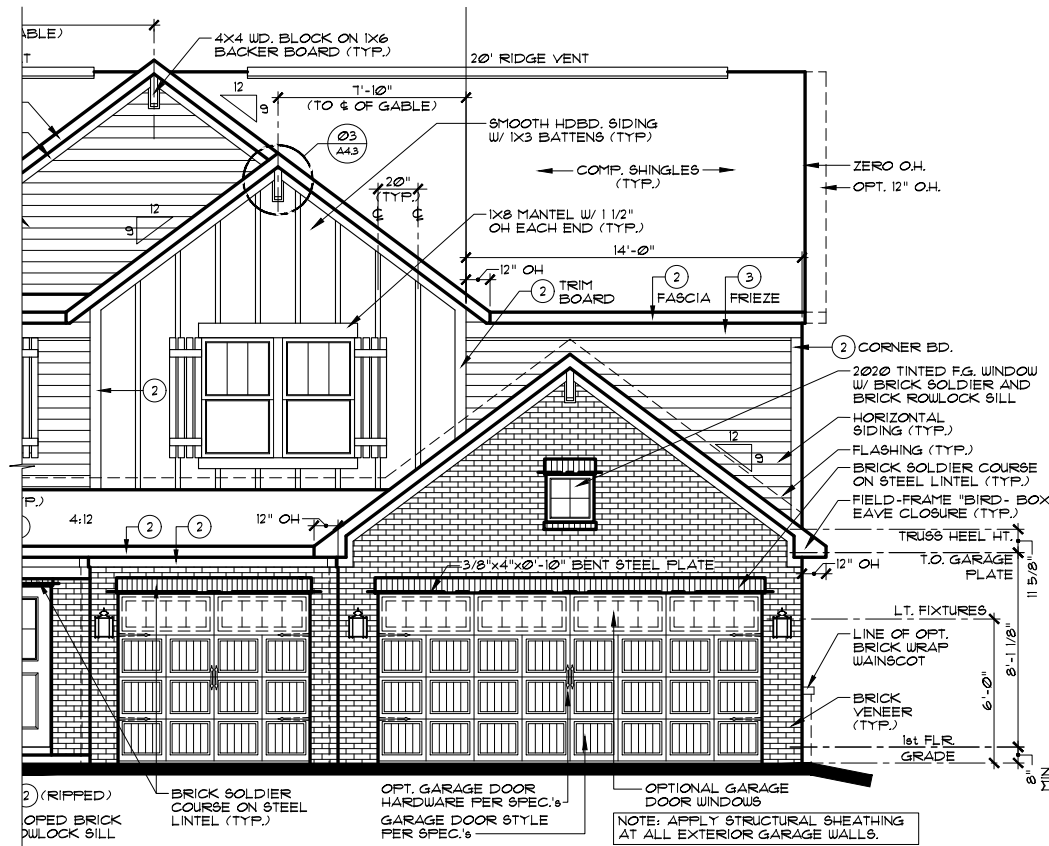 ABLE)
4X4 WD. BLOCK ON 1X6
BACKER BOARD (TYP.)
20' RIDGE VENT
T
12
9
7'-10"
(TO ℄ OF GABLE)
SMOOTH HDBD. SIDING
W/ 1X3 BATTENS (TYP)
03
A4.3
COMP. SHINGLES
(TYP.)
ZERO O.H.
OPT. 12" O.H.
20"
(TYP.)
℄
℄
12
9
1X8 MANTEL W/ 1 1/2"
OH EACH END (TYP.)
14'-0"
12" OH
2
TRIM
BOARD
2
FASCIA
3
FRIEZE
2
CORNER BD.
2
2020 TINTED F.G. WINDOW
W/ BRICK SOLDIER AND
BRICK ROWLOCK SILL
HORIZONTAL
SIDING (TYP.)
12
9
FLASHING (TYP.)
BRICK SOLDIER COURSE
ON STEEL LINTEL (TYP.)
FIELD-FRAME "BIRD- BOX
EAVE CLOSURE (TYP.)
P.)
4:12
2
2
12" OH
TRUSS HEEL HT.
T.O. GARAGE
PLATE
12" OH
11 5/8"
3/8"x4"x0'-10" BENT STEEL PLATE
LT. FIXTURES
LINE OF OPT.
BRICK WRAP
WAINSCOT
8'-1 1/8"
6'-0"
BRICK
VENEER
(TYP.)
1st FLR.
GRADE
8"
MIN
2
(RIPPED)
OPED BRICK
OWLOCK SILL
BRICK SOLDIER
COURSE ON STEEL
LINTEL (TYP.)
OPT. GARAGE DOOR
HARDWARE PER SPEC.'s
GARAGE DOOR STYLE
PER SPEC.'s
OPTIONAL GARAGE
DOOR WINDOWS
NOTE: APPLY STRUCTURAL SHEATHING
AT ALL EXTERIOR GARAGE WALLS.